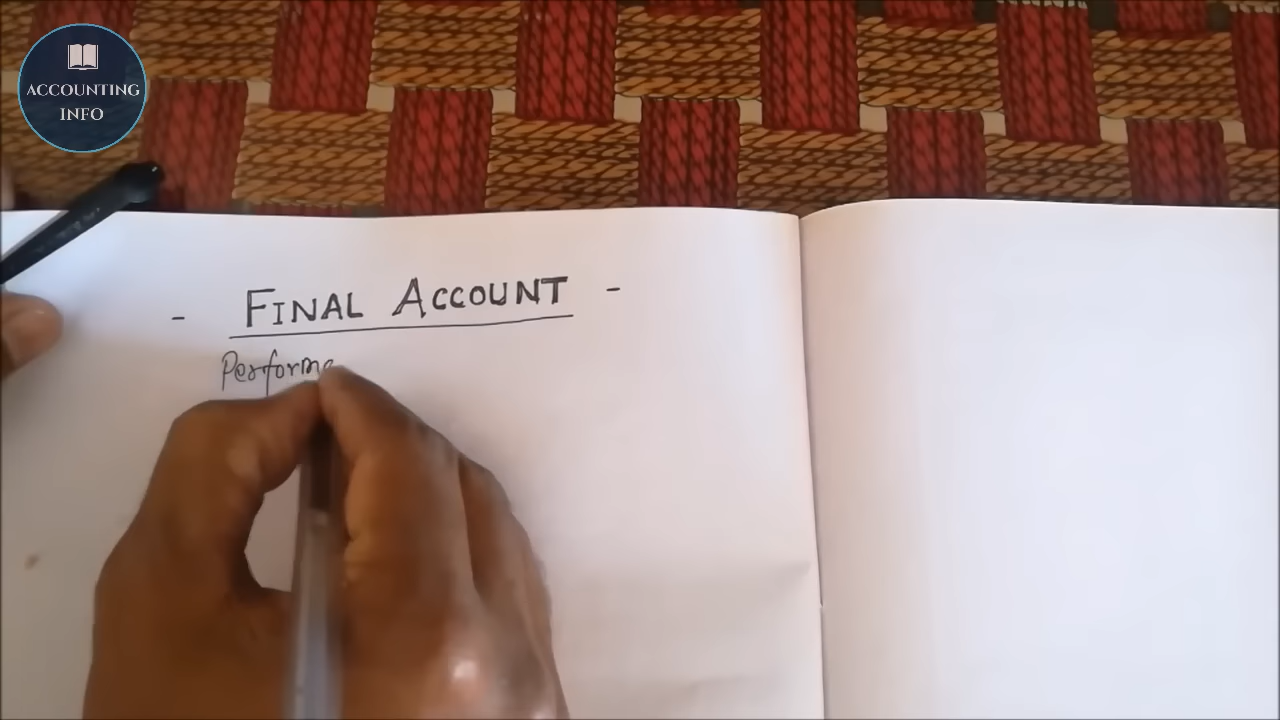 ACCOUNTING
INFO
- FINAL ACCOUNT -
Performa